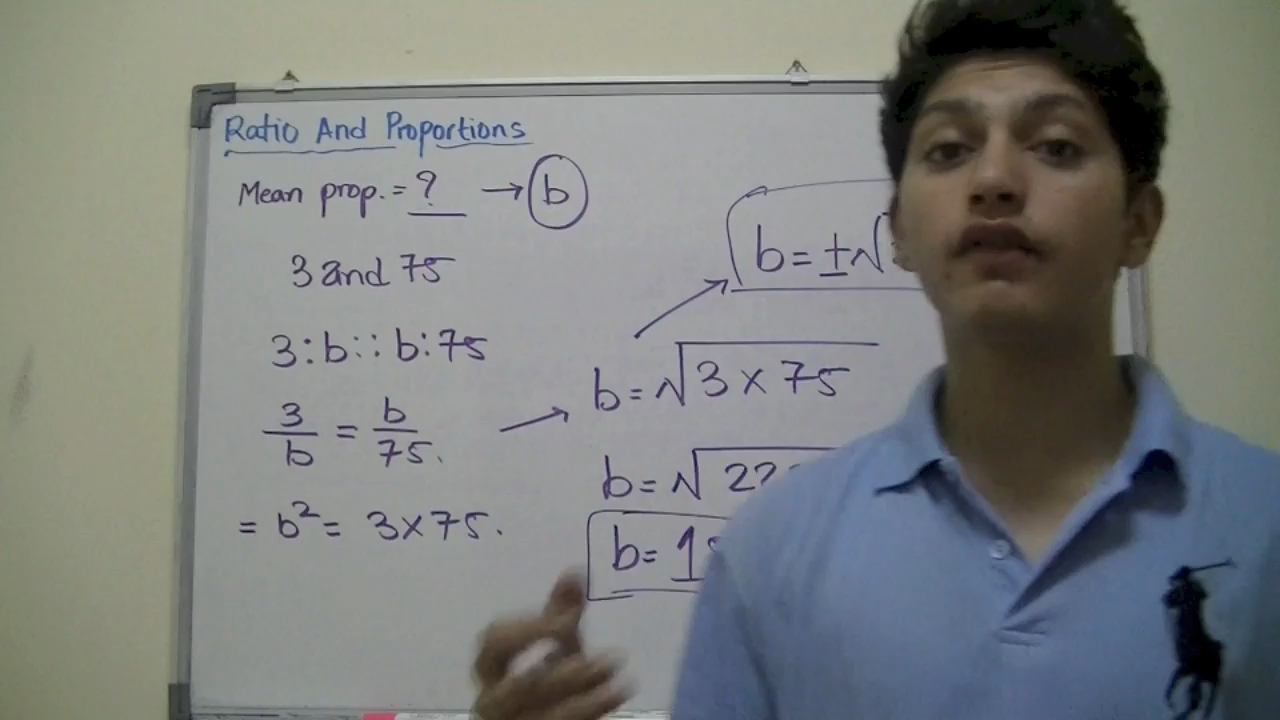 Ratio And Proportions
Mean prop. = ? → b
3 and 75
3 : b :: b : 75
3/b = b/75.
= b² = 3 × 75.
b = ±√
b = √3 × 75
b = √22
b = 1